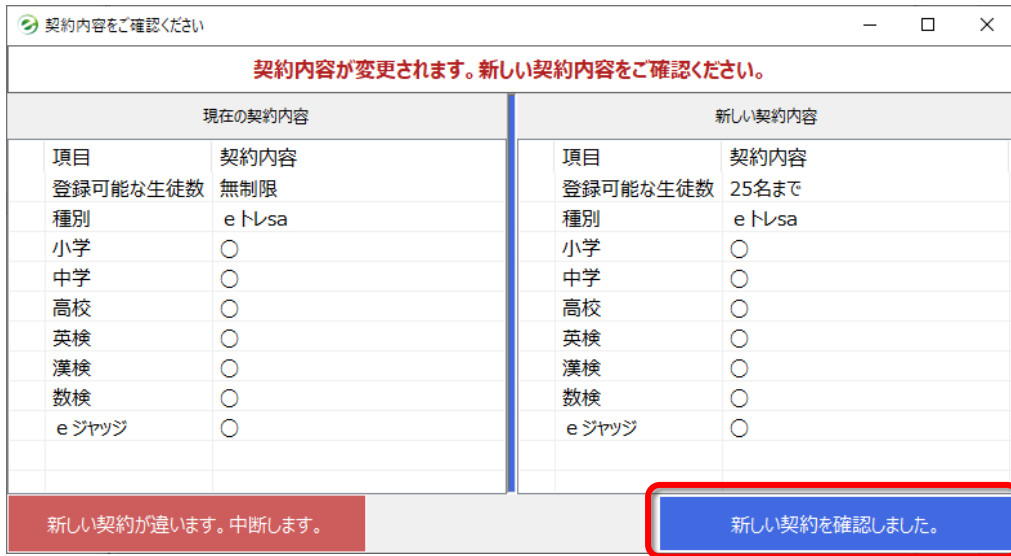 契約内容をご確認ください
契約内容が変更されます。新しい契約内容をご確認ください。
現在の契約内容 新しい契約内容
項目 契約内容 項目 契約内容
登録可能な生徒数 無制限 登録可能な生徒数 25名まで
種別 eトレsa 種別 eトレsa
小学 ○ 小学 ○
中学 ○ 中学 ○
高校 ○ 高校 ○
英検 ○ 英検 ○
漢検 ○ 漢検 ○
数検 ○ 数検 ○
eジャッジ ○ eジャッジ ○
新しい契約が違います。中断します。 新しい契約を確認しました。